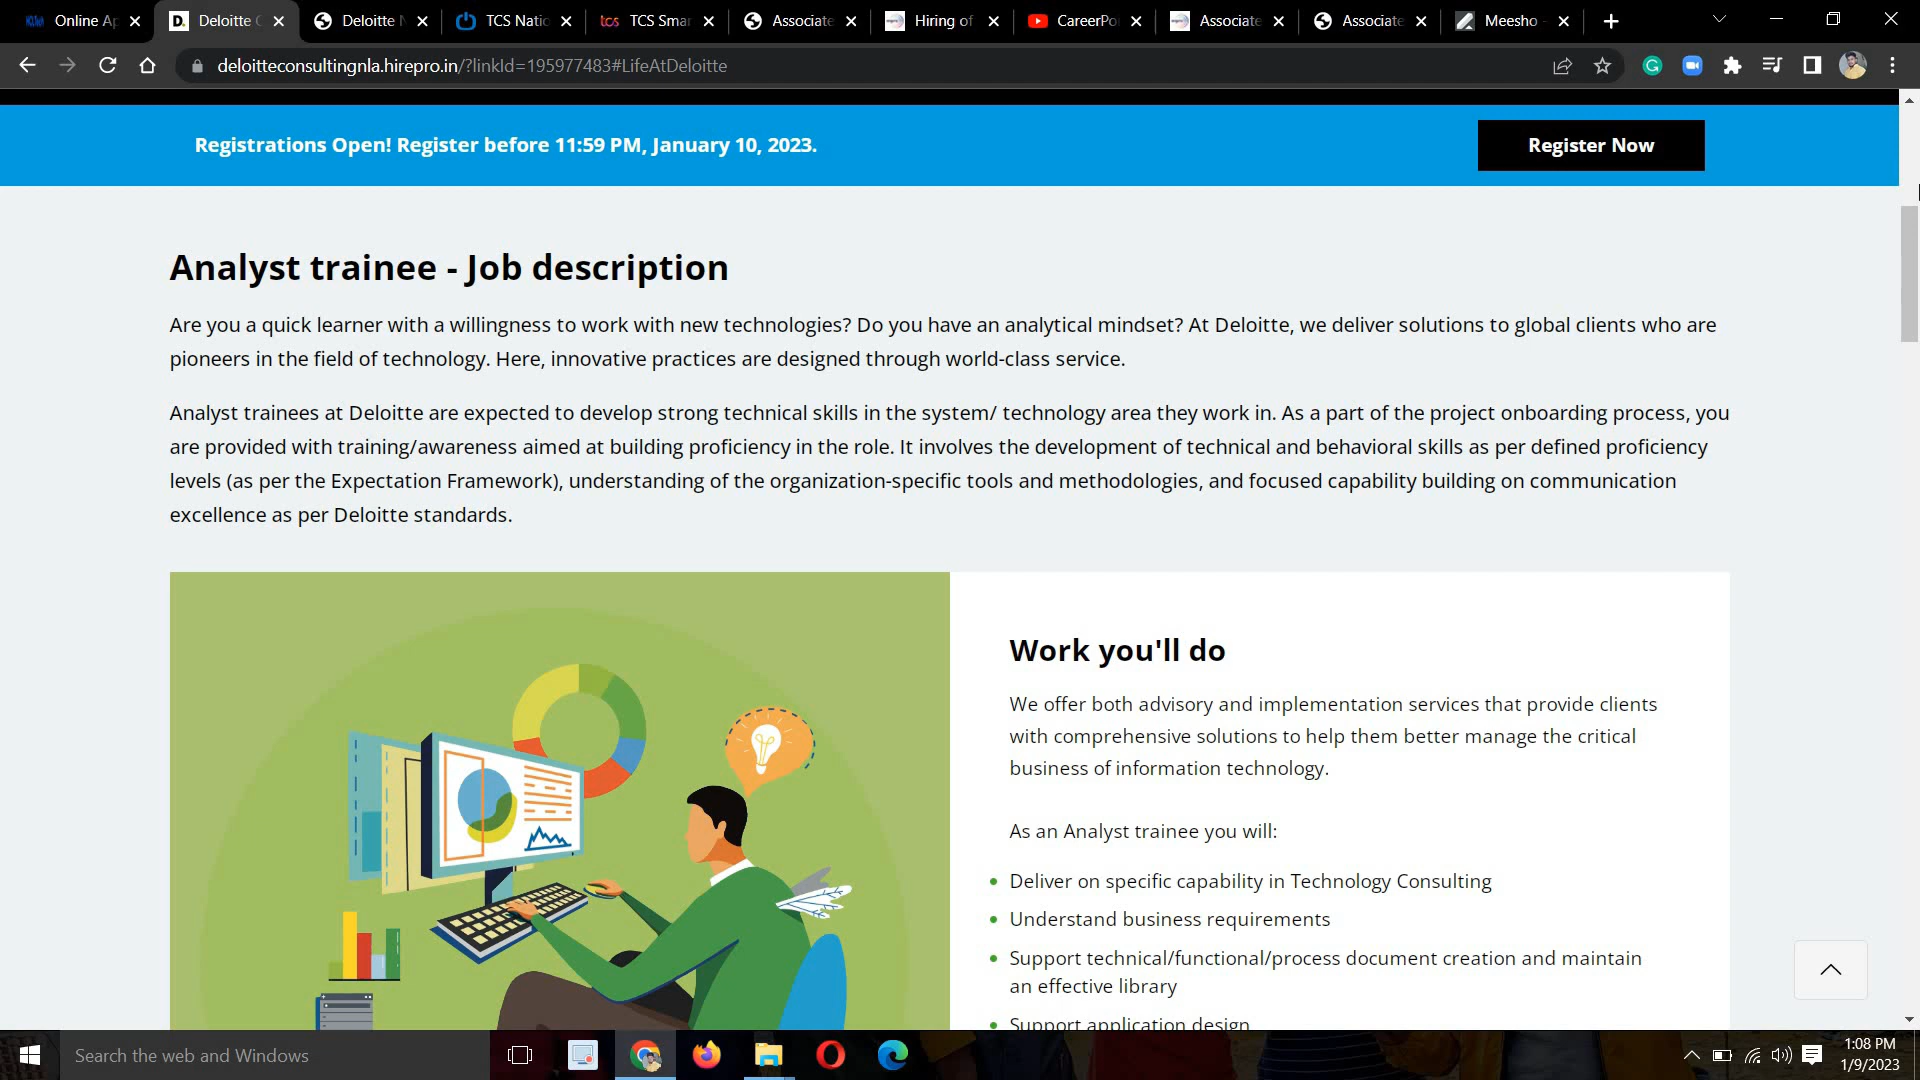 Online Ap
Deloitte C
Deloitte N
TCS Natio
tcs TCS Smar
Associate
Hiring of
CareerPo
Associate
Associate
Meesho -
deloitteconsultingnla.hirepro.in/?linkId=195977483#LifeAtDeloitte
Registrations Open! Register before 11:59 PM, January 10, 2023.
Register Now
Analyst trainee - Job description
Are you a quick learner with a willingness to work with new technologies? Do you have an analytical mindset? At Deloitte, we deliver solutions to global clients who are
pioneers in the field of technology. Here, innovative practices are designed through world-class service.
Analyst trainees at Deloitte are expected to develop strong technical skills in the system/ technology area they work in. As a part of the project onboarding process, you
are provided with training/awareness aimed at building proficiency in the role. It involves the development of technical and behavioral skills as per defined proficiency
levels (as per the Expectation Framework), understanding of the organization-specific tools and methodologies, and focused capability building on communication
excellence as per Deloitte standards.
Work you'll do
We offer both advisory and implementation services that provide clients
with comprehensive solutions to help them better manage the critical
business of information technology.
As an Analyst trainee you will:
Deliver on specific capability in Technology Consulting
Understand business requirements
Support technical/functional/process document creation and maintain
an effective library
Support application design
Search the web and Windows
1:08 PM
1/9/2023